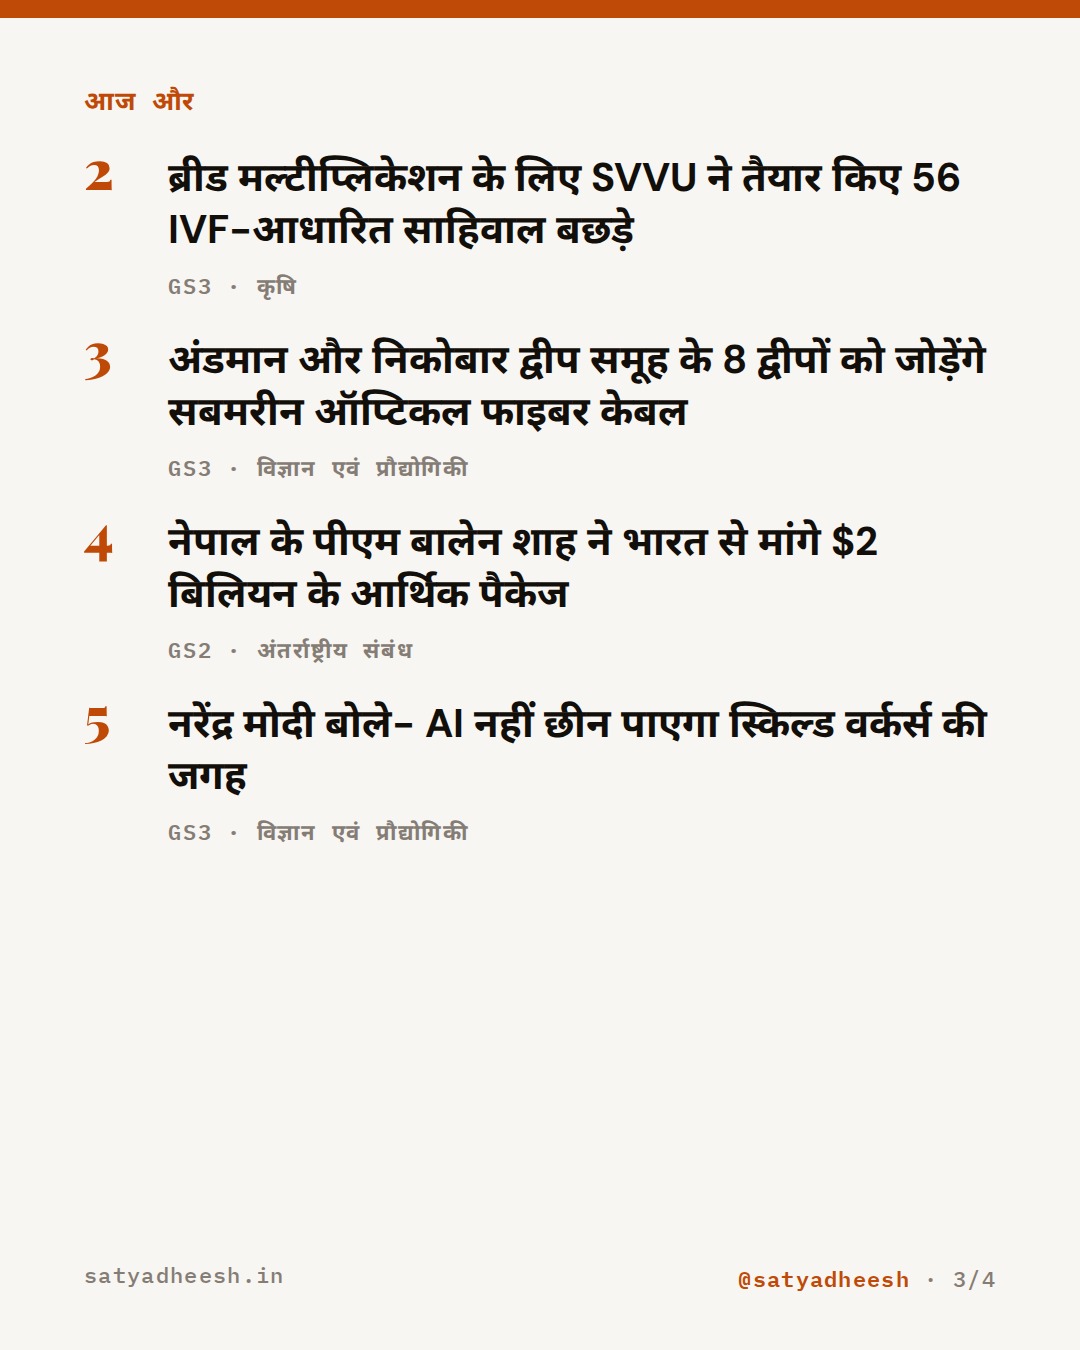 आज और
2 ब्रीड मल्टीप्लिकेशन के लिए SVVU ने तैयार किए 56
IVF-आधारित साहिवाल बछड़े
GS3 · कृषि
3 अंडमान और निकोबार द्वीप समूह के 8 द्वीपों को जोड़ेंगे
सबमरीन ऑप्टिकल फाइबर केबल
GS3 · विज्ञान एवं प्रौद्योगिकी
4 नेपाल के पीएम बालेन शाह ने भारत से मांगे $2
बिलियन के आर्थिक पैकेज
GS2 · अंतर्राष्ट्रीय संबंध
5 नरेंद्र मोदी बोले- AI नहीं छीन पाएगा स्किल्ड वर्कर्स की
जगह
GS3 · विज्ञान एवं प्रौद्योगिकी
satyadheesh.in
@satyadheesh · 3/4